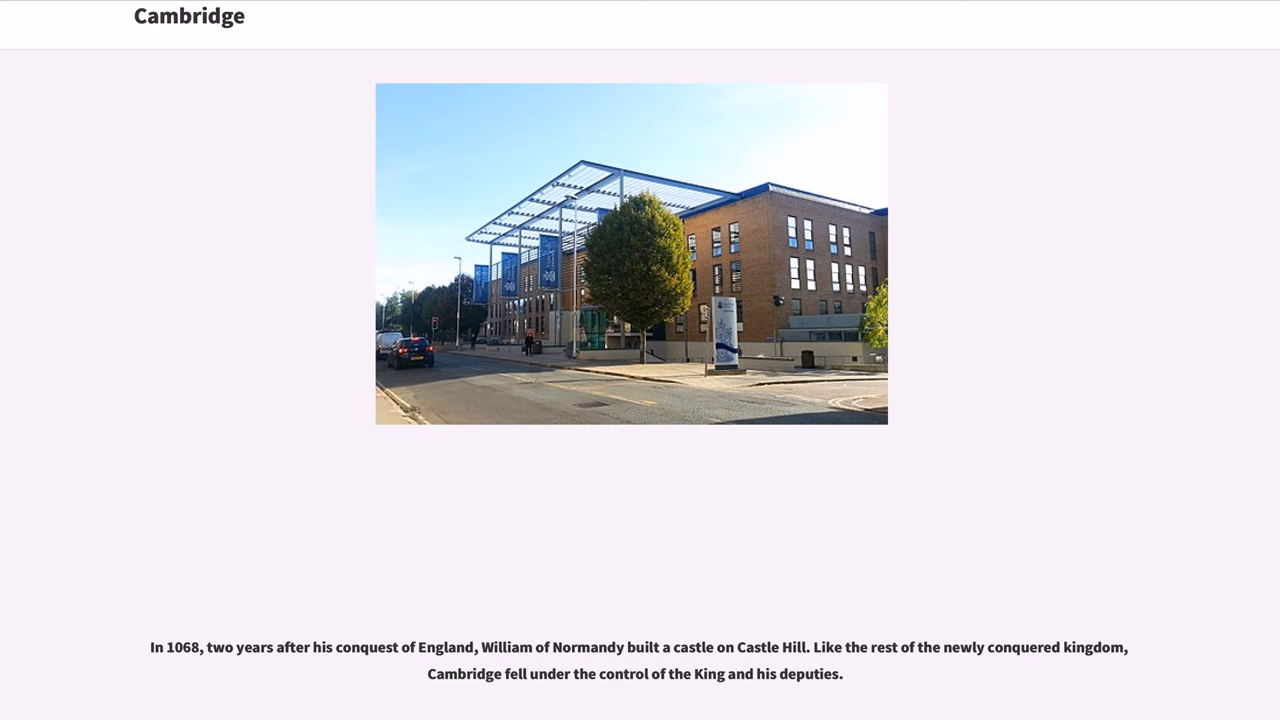 Cambridge
In 1068, two years after his conquest of England, William of Normandy built a castle on Castle Hill. Like the rest of the newly conquered kingdom,
Cambridge fell under the control of the King and his deputies.